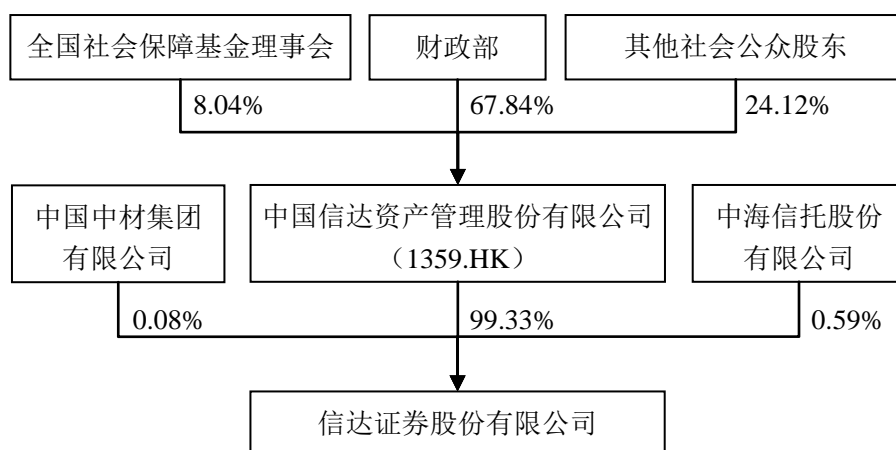 全国社会保障基金理事会
财政部
其他社会公众股东
8.04%
67.84%
24.12%
中国中材集团
有限公司
中国信达资产管理股份有限公司
（1359.HK）
中海信托股份
有限公司
0.08%
99.33%
0.59%
信达证券股份有限公司